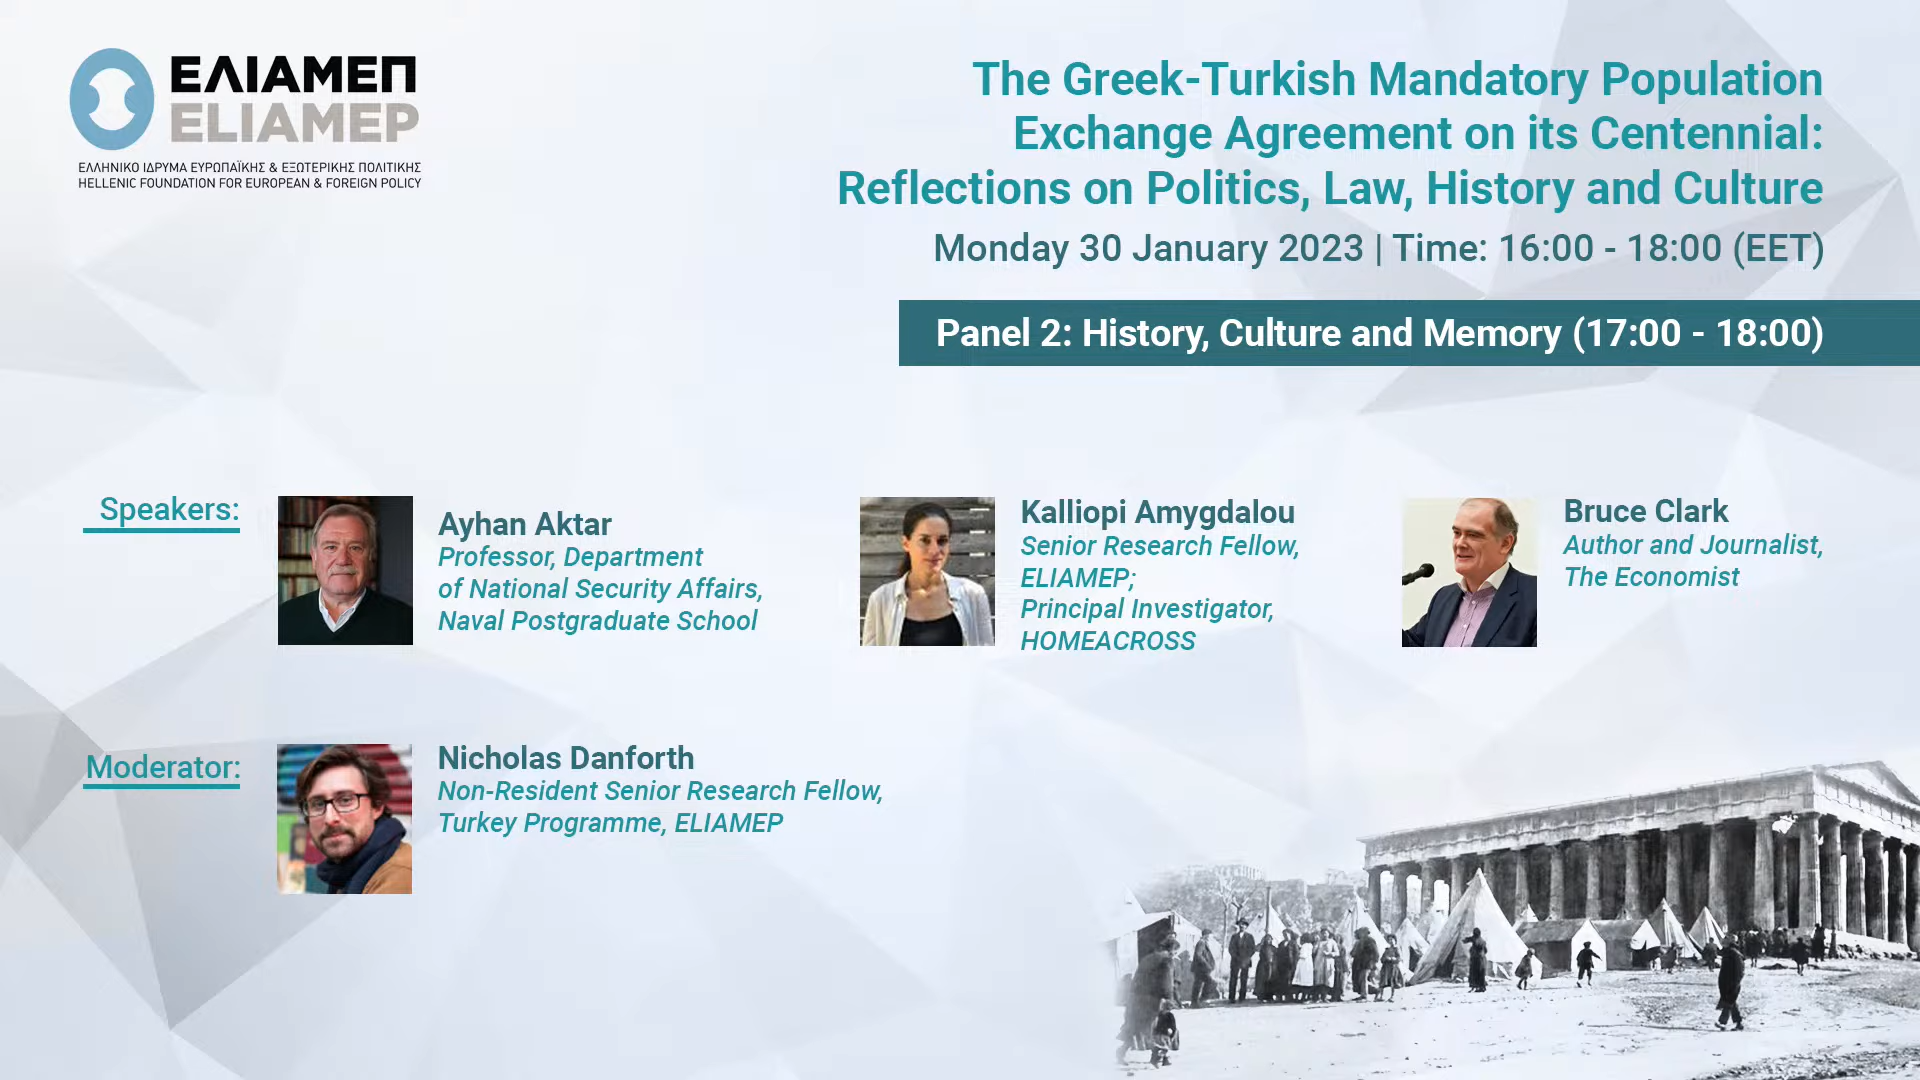 ΕΛΙΑΜΕΠ
ELIAMEP
ΕΛΛΗΝΙΚΟ ΙΔΡΥΜΑ ΕΥΡΩΠΑΪΚΗΣ & ΕΞΩΤΕΡΙΚΗΣ ΠΟΛΙΤΙΚΗΣ
HELLENIC FOUNDATION FOR EUROPEAN & FOREIGN POLICY
The Greek-Turkish Mandatory Population
Exchange Agreement on its Centennial:
Reflections on Politics, Law, History and Culture
Monday 30 January 2023 | Time: 16:00 - 18:00 (EET)
Panel 2: History, Culture and Memory (17:00 - 18:00)
Speakers:
Ayhan Aktar
Professor, Department
of National Security Affairs,
Naval Postgraduate School
Kalliopi Amygdalou
Senior Research Fellow,
ELIAMEP;
Principal Investigator,
HOMEACROSS
Bruce Clark
Author and Journalist,
The Economist
Moderator:
Nicholas Danforth
Non-Resident Senior Research Fellow,
Turkey Programme, ELIAMEP